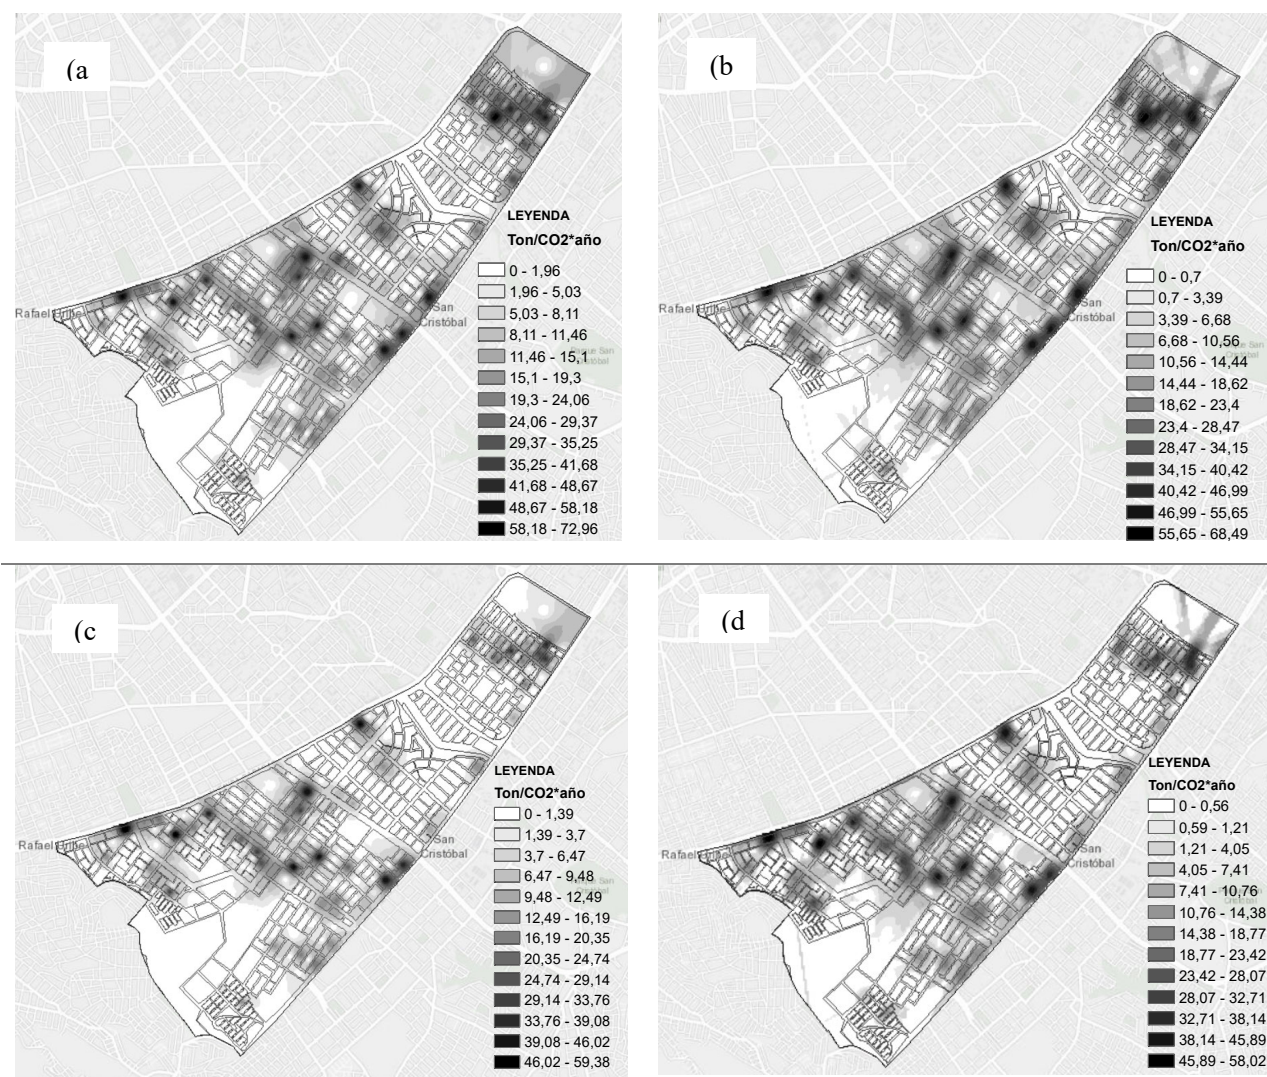 (a
LEYENDA
Ton/CO2*año
0 - 1,96
1,96 - 5,03
5,03 - 8,11
8,11 - 11,46
11,46 - 15,1
15,1 - 19,3
19,3 - 24,06
24,06 - 29,37
29,37 - 35,25
35,25 - 41,68
41,68 - 48,67
48,67 - 58,18
58,18 - 72,96
Rafael Uribe
San
Cristóbal
(b
LEYENDA
Ton/CO2*año
0 - 0,7
0,7 - 3,39
3,39 - 6,68
6,68 - 10,56
10,56 - 14,44
14,44 - 18,62
18,62 - 23,4
23,4 - 28,47
28,47 - 34,15
34,15 - 40,42
40,42 - 46,99
46,99 - 55,65
55,65 - 68,49
Rafael Uribe
San
Cristóbal
(c
LEYENDA
Ton/CO2*año
0 - 1,39
1,39 - 3,7
3,7 - 6,47
6,47 - 9,48
9,48 - 12,49
12,49 - 16,19
16,19 - 20,35
20,35 - 24,74
24,74 - 29,14
29,14 - 33,76
33,76 - 39,08
39,08 - 46,02
46,02 - 59,38
Rafael Uribe
San
Cristóbal
(d
LEYENDA
Ton/CO2*año
0 - 0,56
0,59 - 1,21
1,21 - 4,05
4,05 - 7,41
7,41 - 10,76
10,76 - 14,38
14,38 - 18,77
18,77 - 23,42
23,42 - 28,07
28,07 - 32,71
32,71 - 38,14
38,14 - 45,89
45,89 - 58,02
Rafael Uribe
San
Cristóbal